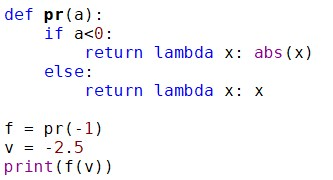 def pr(a):
    if a<0:
        return lambda x: abs(x)
    else:
        return lambda x: x

f = pr(-1)
v = -2.5
print(f(v))